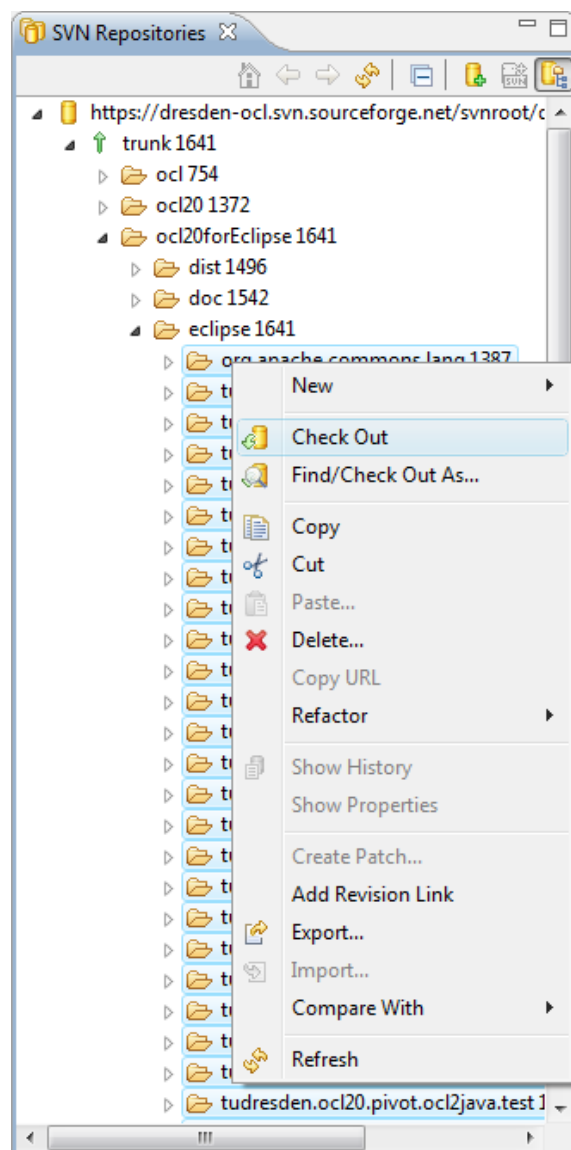 SVN Repositories
https://dresden-ocl.svn.sourceforge.net/svnroot/
trunk 1641
ocl 754
ocl20 1372
ocl20forEclipse 1641
dist 1496
doc 1542
eclipse 1641
org.apache.commons.lang 1387
New
Check Out
Find/Check Out As...
Copy
Cut
Paste...
Delete...
Copy URL
Refactor
Show History
Show Properties
Create Patch...
Add Revision Link
Export...
Import...
Compare With
Refresh
tudresden.ocl20.pivot.ocl2java.test 1